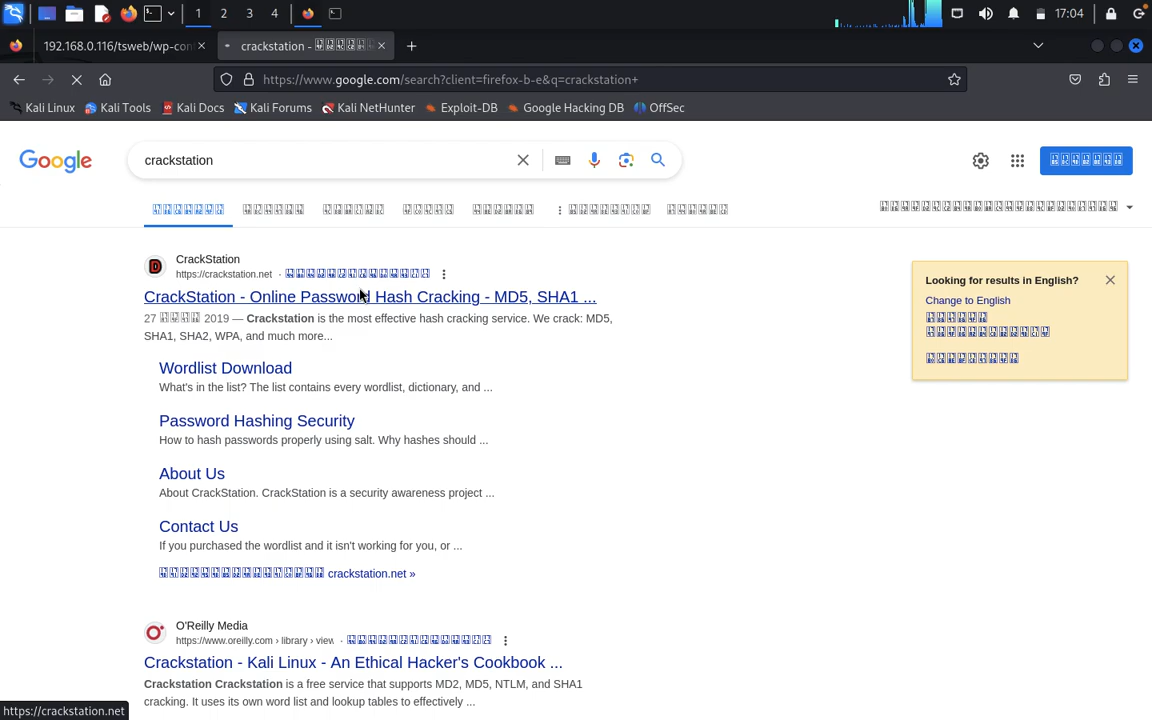 1 2 3 4 17:04
192.168.0.116/tsweb/wp-con
crackstation -
https://www.google.com/search?client=firefox-b-e&q=crackstation+
Kali Linux Kali Tools Kali Docs Kali Forums Kali NetHunter Exploit-DB Google Hacking DB OffSec
Google
crackstation
CrackStation
https://crackstation.net ·
CrackStation - Online Password Hash Cracking - MD5, SHA1 ...
27 2019 — Crackstation is the most effective hash cracking service. We crack: MD5,
SHA1, SHA2, WPA, and much more...
Wordlist Download
What's in the list? The list contains every wordlist, dictionary, and ...
Password Hashing Security
How to hash passwords properly using salt. Why hashes should ...
About Us
About CrackStation. CrackStation is a security awareness project ...
Contact Us
If you purchased the wordlist and it isn't working for you, or ...
crackstation.net »
O'Reilly Media
https://www.oreilly.com › library › view ·
Crackstation - Kali Linux - An Ethical Hacker's Cookbook ...
Crackstation Crackstation is a free service that supports MD2, MD5, NTLM, and SHA1
cracking. It uses its own word list and lookup tables to effectively ...
Looking for results in English?
Change to English
https://crackstation.net